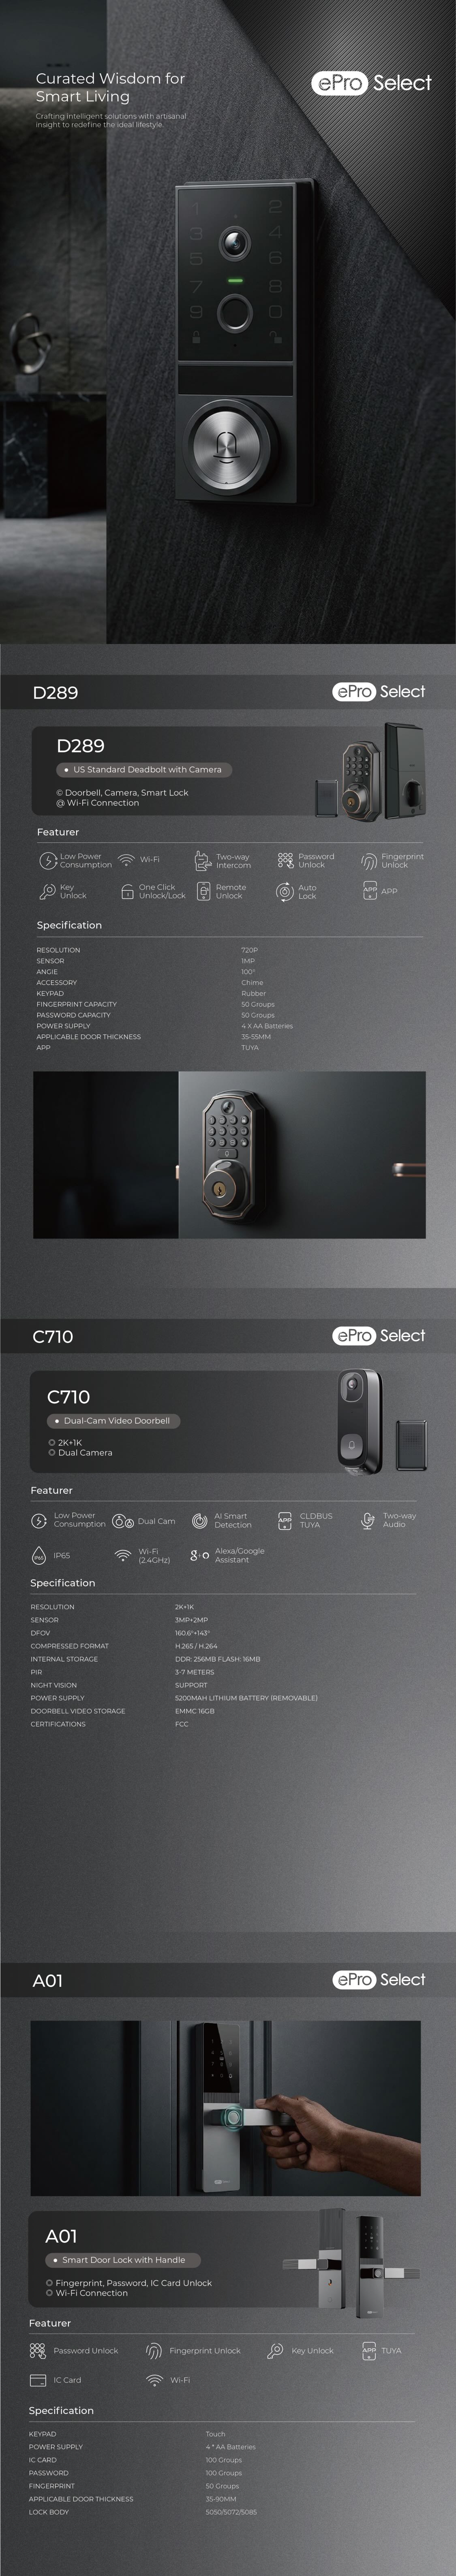 Curated Wisdom for
Smart Living
Crafting intelligent solutions with artisanal
insight to redefine the ideal lifestyle.
ePro Select
1 2
3 4
5 6
7 8
9 0
D289
ePro Select
D289
US Standard Deadbolt with Camera
© Doorbell, Camera, Smart Lock
@ Wi-Fi Connection
Featurer
Low Power
Consumption
Wi-Fi
Two-way
Intercom
Password
Unlock
Fingerprint
Unlock
Key
Unlock
One Click
Unlock/Lock
Remote
Unlock
Auto
Lock
APP
APP
Specification
RESOLUTION 720P
SENSOR 1MP
ANGIE 100°
ACCESSORY Chime
KEYPAD Rubber
FINGERPRINT CAPACITY 50 Groups
PASSWORD CAPACITY 50 Groups
POWER SUPPLY 4 X AA Batteries
APPLICABLE DOOR THICKNESS 35-55MM
APP TUYA
C710
ePro Select
C710
Dual-Cam Video Doorbell
◎ 2K+1K
◎ Dual Camera
Featurer
Low Power
Consumption
Dual Cam
AI Smart
Detection
APP
CLDBUS
TUYA
Two-way
Audio
IP65
IP65
Wi-Fi
(2.4GHz)
Alexa/Google
Assistant
Specification
RESOLUTION 2K+1K
SENSOR 3MP+2MP
DFOV 160.6°+143°
COMPRESSED FORMAT H.265 / H.264
INTERNAL STORAGE DDR: 256MB FLASH: 16MB
PIR 3-7 METERS
NIGHT VISION SUPPORT
POWER SUPPLY 5200MAH LITHIUM BATTERY (REMOVABLE)
DOORBELL VIDEO STORAGE EMMC 16GB
CERTIFICATIONS FCC
A01
ePro Select
A01
Smart Door Lock with Handle
◎ Fingerprint, Password, IC Card Unlock
◎ Wi-Fi Connection
Featurer
Password Unlock
Fingerprint Unlock
Key Unlock
APP
TUYA
IC Card
Wi-Fi
Specification
KEYPAD Touch
POWER SUPPLY 4 * AA Batteries
IC CARD 100 Groups
PASSWORD 100 Groups
FINGERPRINT 50 Groups
APPLICABLE DOOR THICKNESS 35-90MM
LOCK BODY 5050/5072/5085